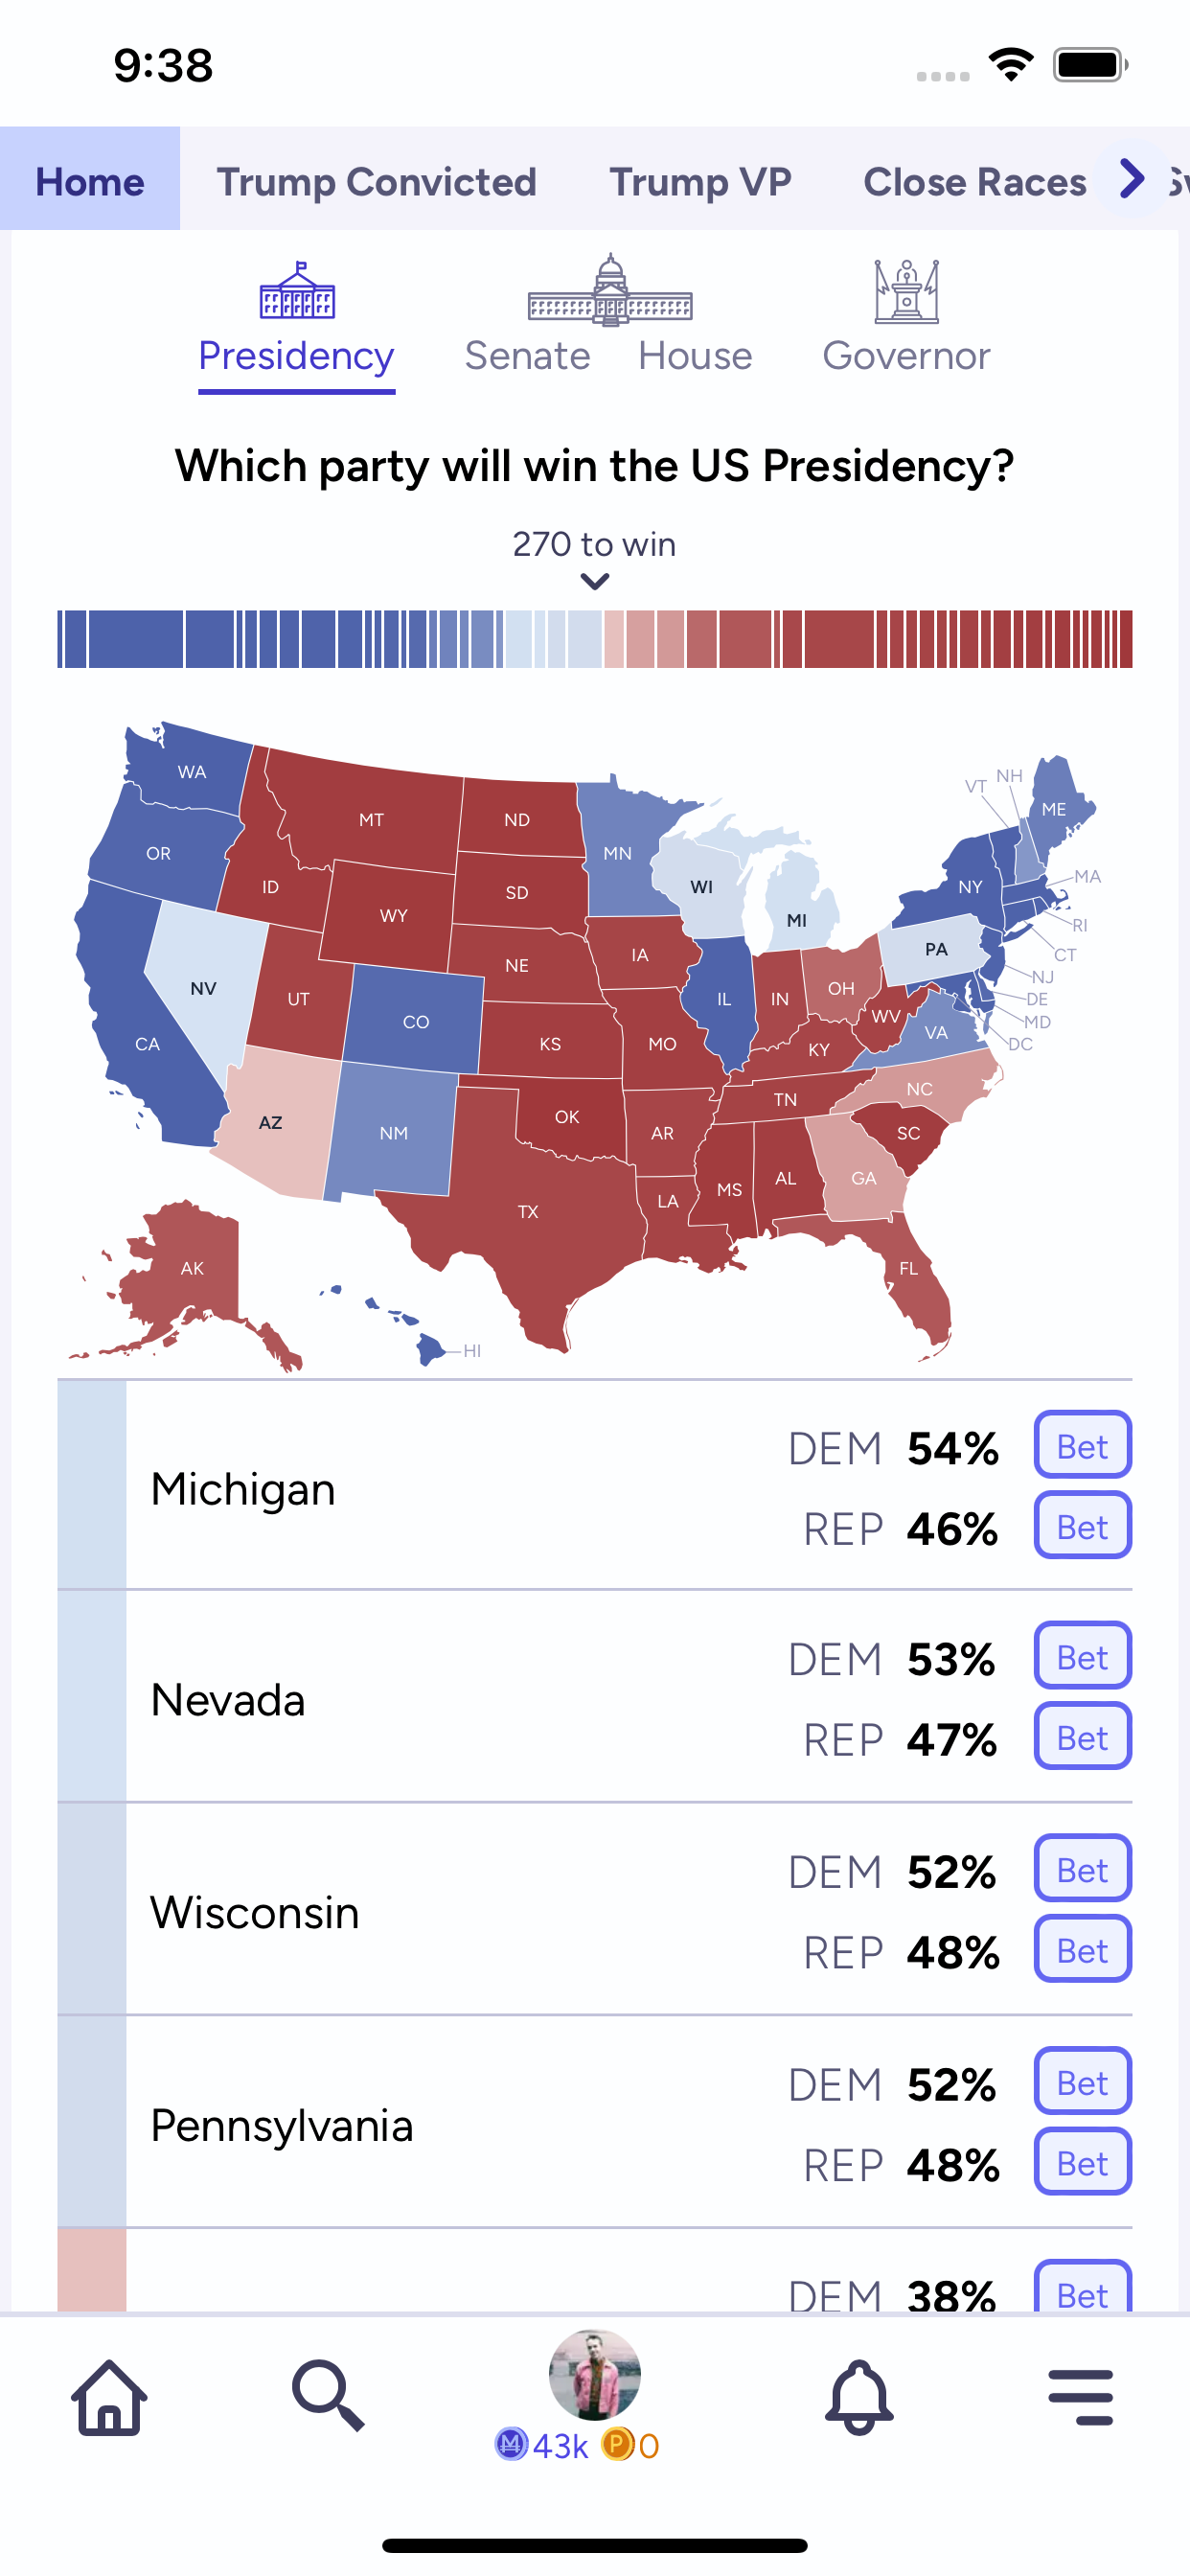 9:38
Home Trump Convicted Trump VP Close Races
Presidency Senate House Governor
Which party will win the US Presidency?
270 to win
WA
OR
CA
NV
ID
MT
WY
UT
AZ
CO
NM
ND
SD
NE
KS
OK
TX
MN
IA
MO
AR
LA
WI
IL
MI
IN
OH
KY
TN
MS
AL
GA
FL
SC
NC
VA
WV
PA
NY
VT
NH
ME
MA
RI
CT
NJ
DE
MD
DC
AK
HI
Michigan
DEM 54% Bet
REP 46% Bet
Nevada
DEM 53% Bet
REP 47% Bet
Wisconsin
DEM 52% Bet
REP 48% Bet
Pennsylvania
DEM 52% Bet
REP 48% Bet
DEM 38% Bet
M 43k P 0